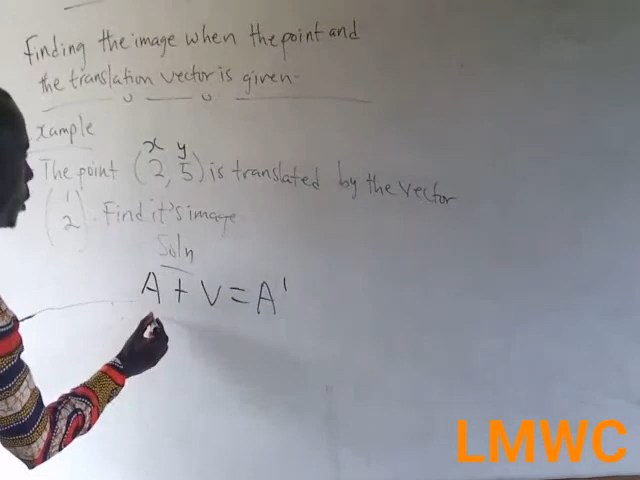 Finding the image when the point and
the translation vector is given.
xample
x y
The point (2, 5) is translated by the vector
(1
2). Find it's image
Soln
A + V = A'
LMWC